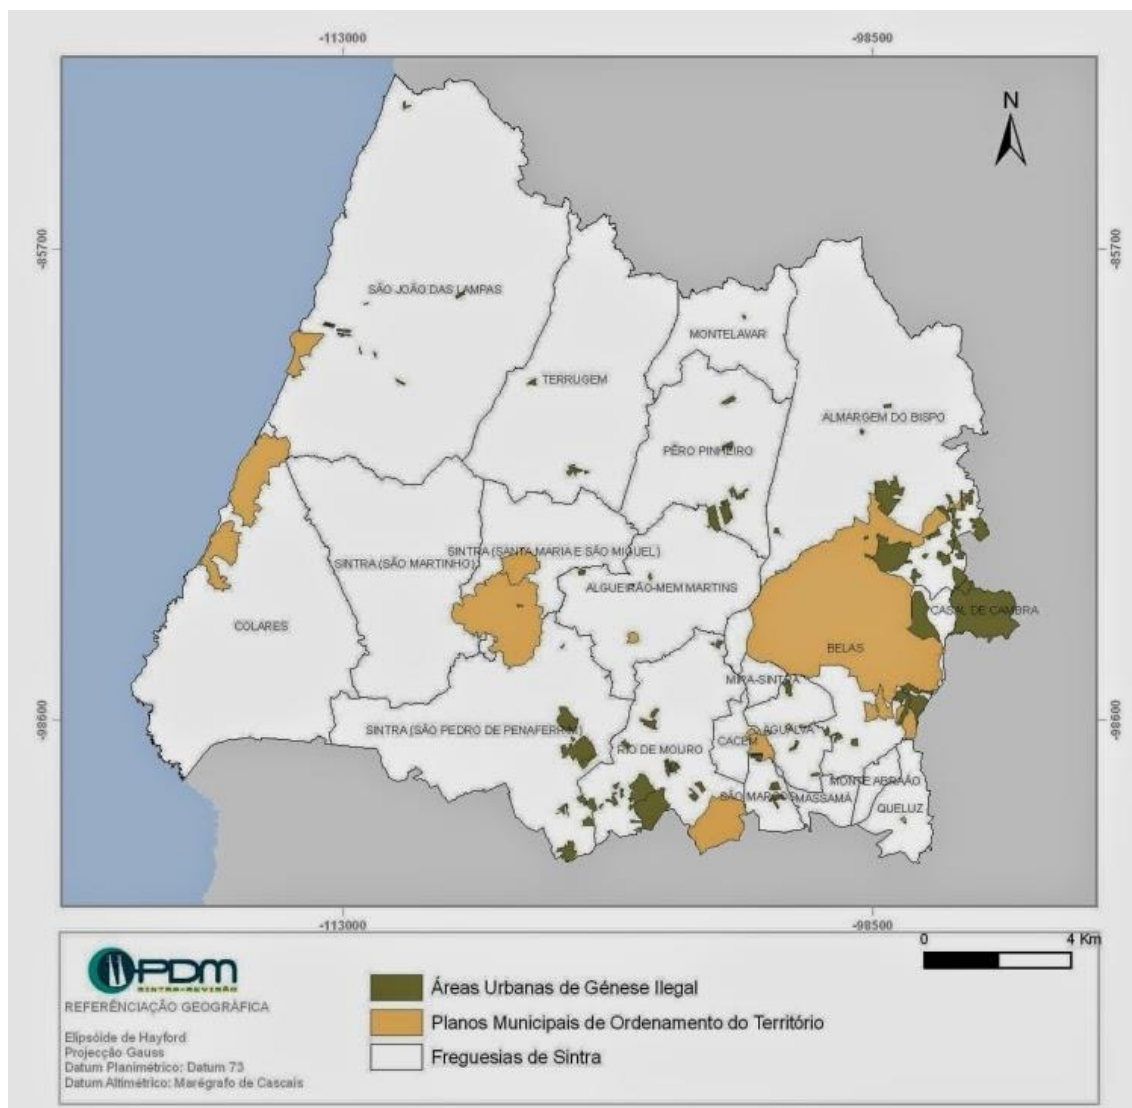 -113000
-98500
N
-85700
-85700
SÃO JOÃO DAS LAMPAS
MONTELAVAR
TERRUGEM
ALMARGEM DO BISPO
PÊRO PINHEIRO
SINTRA (SANTA MARIA E SÃO MIGUEL)
SINTRA (SÃO MARTINHO)
ALGUEIRÃO-MEM MARTINS
CASAL DE CAMBRA
COLARES
BELAS
MIRA-SINTRA
-98600
-98600
SINTRA (SÃO PEDRO DE PENAFERRIM)
AGUALVA
CACÉM
RIO DE MOURO
MONTE ABRAÃO
SÃO MARCOS
MASSAMÁ
QUELUZ
-113000
-98500
0 4 Km
PDM
SINTRA-REVISÃO
REFERÊNCIAÇÃO GEOGRÁFICA
Elipsóide de Hayford
Projecção Gauss
Datum Planimétrico: Datum 73
Datum Altimétrico: Marégrafo de Cascais
Áreas Urbanas de Génese Ilegal
Planos Municipais de Ordenamento do Território
Freguesias de Sintra